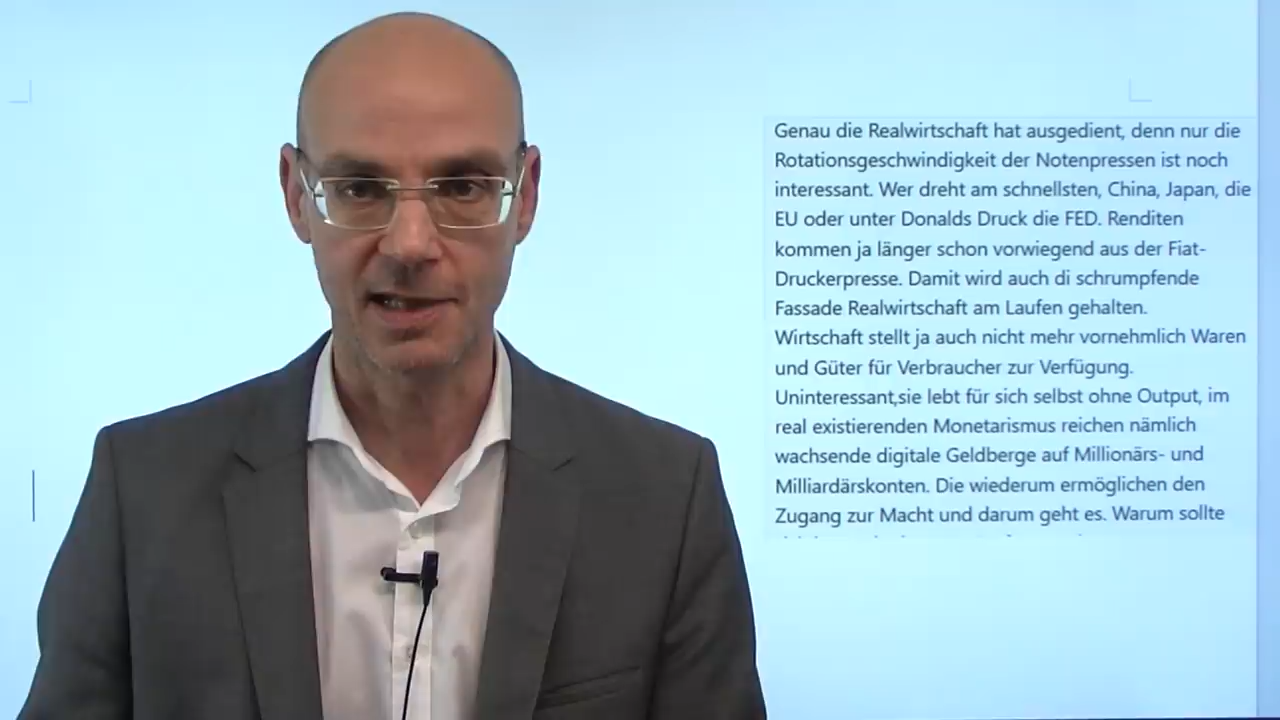 Genau die Realwirtschaft hat ausgedient, denn nur die
Rotationsgeschwindigkeit der Notenpressen ist noch
interessant. Wer dreht am schnellsten, China, Japan, die
EU oder unter Donalds Druck die FED. Renditen
kommen ja länger schon vorwiegend aus der Fiat-
Druckerpresse. Damit wird auch di schrumpfende
Fassade Realwirtschaft am Laufen gehalten.
Wirtschaft stellt ja auch nicht mehr vornehmlich Waren
und Güter für Verbraucher zur Verfügung.
Uninteressant,sie lebt für sich selbst ohne Output, im
real existierenden Monetarismus reichen nämlich
wachsende digitale Geldberge auf Millionärs- und
Milliardärskonten. Die wiederum ermöglichen den
Zugang zur Macht und darum geht es. Warum sollte